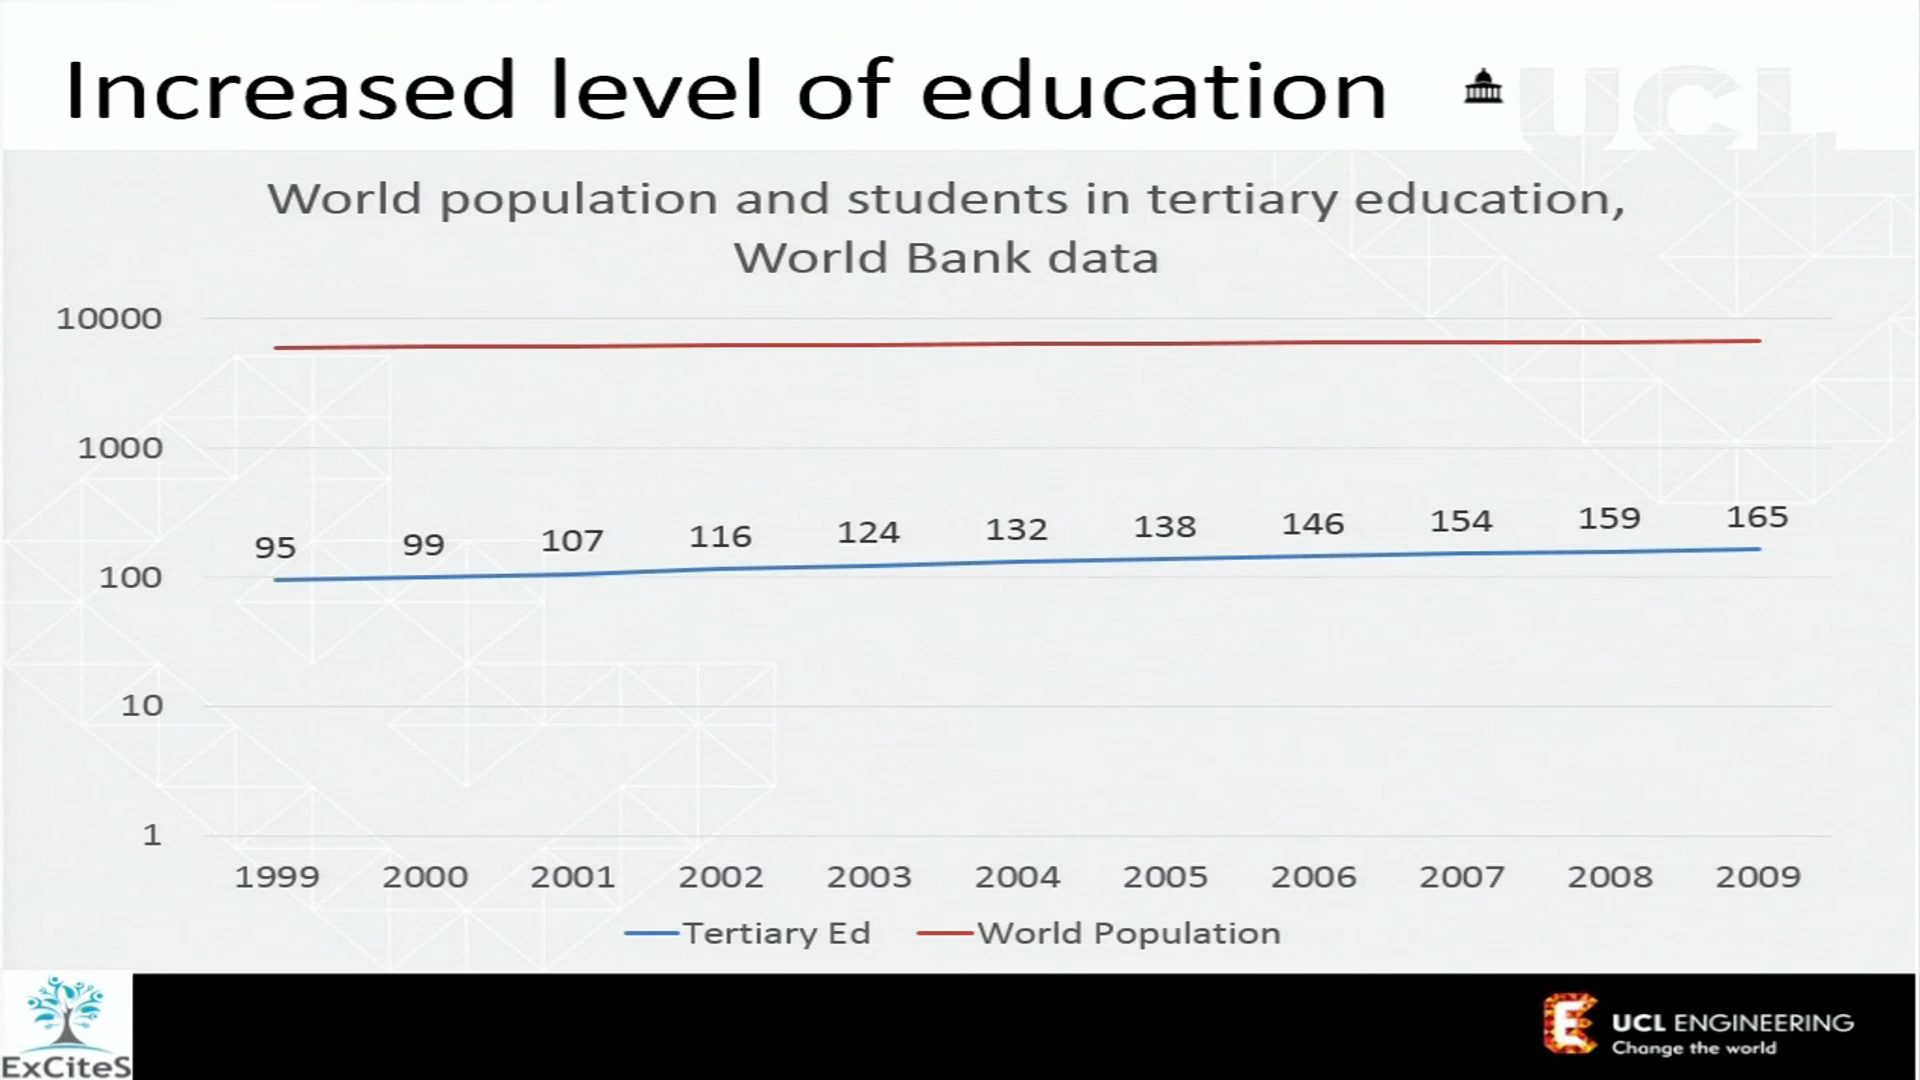 Increased level of education
UCL
World population and students in tertiary education,
World Bank data
10000
1000
95 99 107 116 124 132 138 146 154 159 165
100
10
1
1999 2000 2001 2002 2003 2004 2005 2006 2007 2008 2009
Tertiary Ed World Population
ExCiteS
UCL ENGINEERING
Change the world